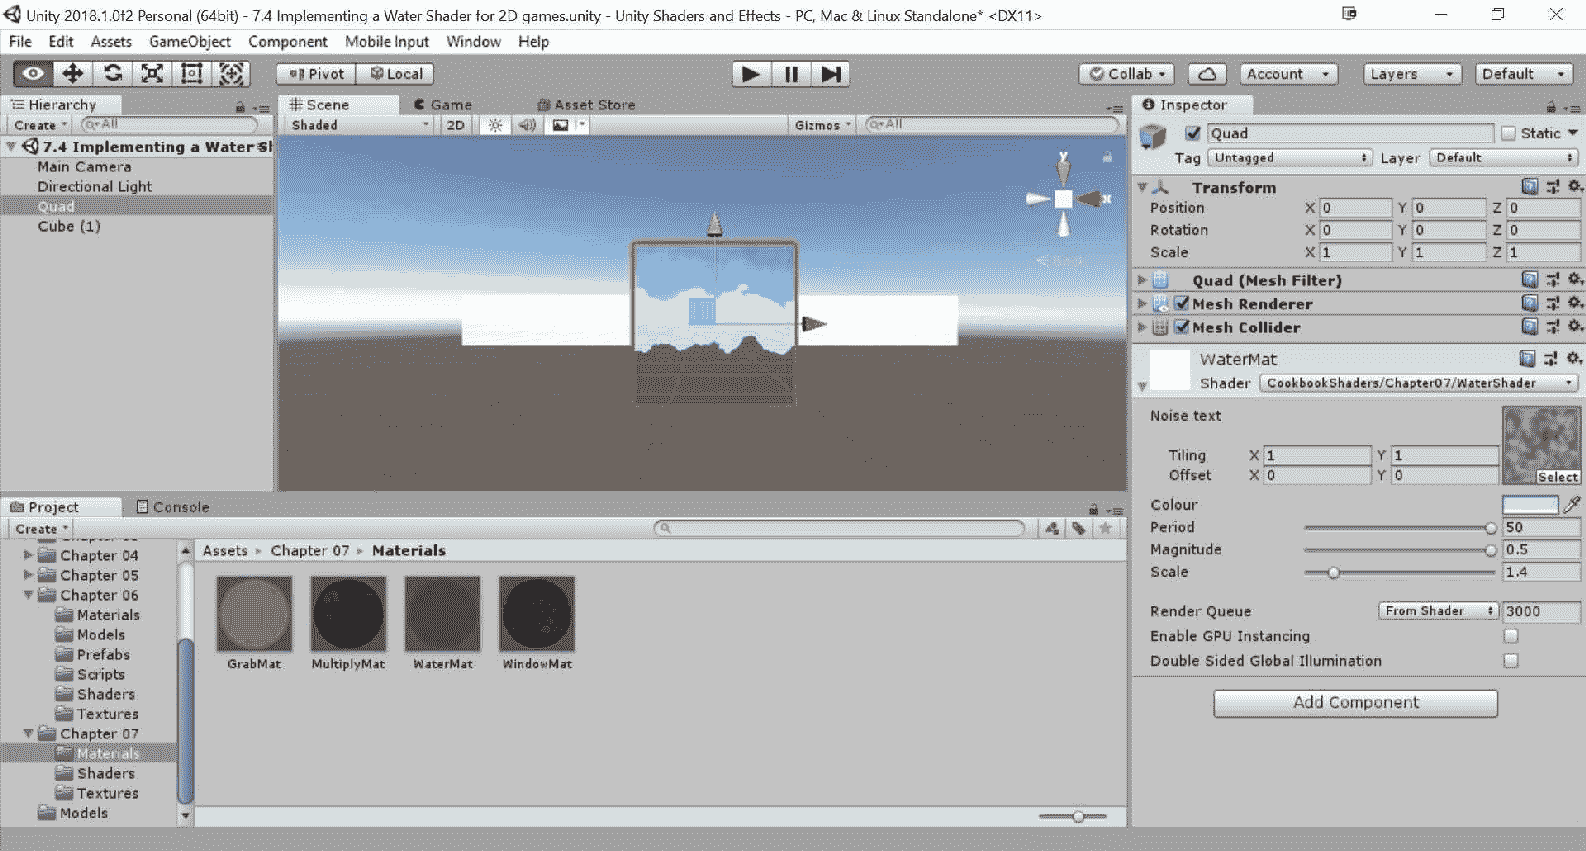 Unity 2018.1.0f2 Personal (64bit) - 7.4 Implementing a Water Shader for 2D games.unity - Unity Shaders and Effects - PC, Mac & Linux Standalone* <DX11>
File Edit Assets GameObject Component Mobile Input Window Help
Pivot Local Collab Account Layers Default
Hierarchy
Create All
7.4 Implementing a Water Sh
Main Camera
Directional Light
Quad
Cube (1)
Scene Game Asset Store
Shaded 2D Gizmos All
y
x
Inspector
Quad Static
Tag Untagged Layer Default
Transform
Position X 0 Y 0 Z 0
Rotation X 0 Y 0 Z 0
Scale X 1 Y 1 Z 1
Quad (Mesh Filter)
Mesh Renderer
Mesh Collider
WaterMat
Shader CookbookShaders/Chapter07/WaterShader
Noise text
Tiling X 1 Y 1
Offset X 0 Y 0
Select
Colour
Period 50
Magnitude 0.5
Scale 1.4
Render Queue From Shader 3000
Enable GPU Instancing
Double Sided Global Illumination
Add Component
Project Console
Create
Chapter 04
Chapter 05
Chapter 06
Materials
Models
Prefabs
Scripts
Shaders
Textures
Chapter 07
Materials
Shaders
Textures
Models
Assets Chapter 07 Materials
GrabMat MultiplyMat WaterMat WindowMat